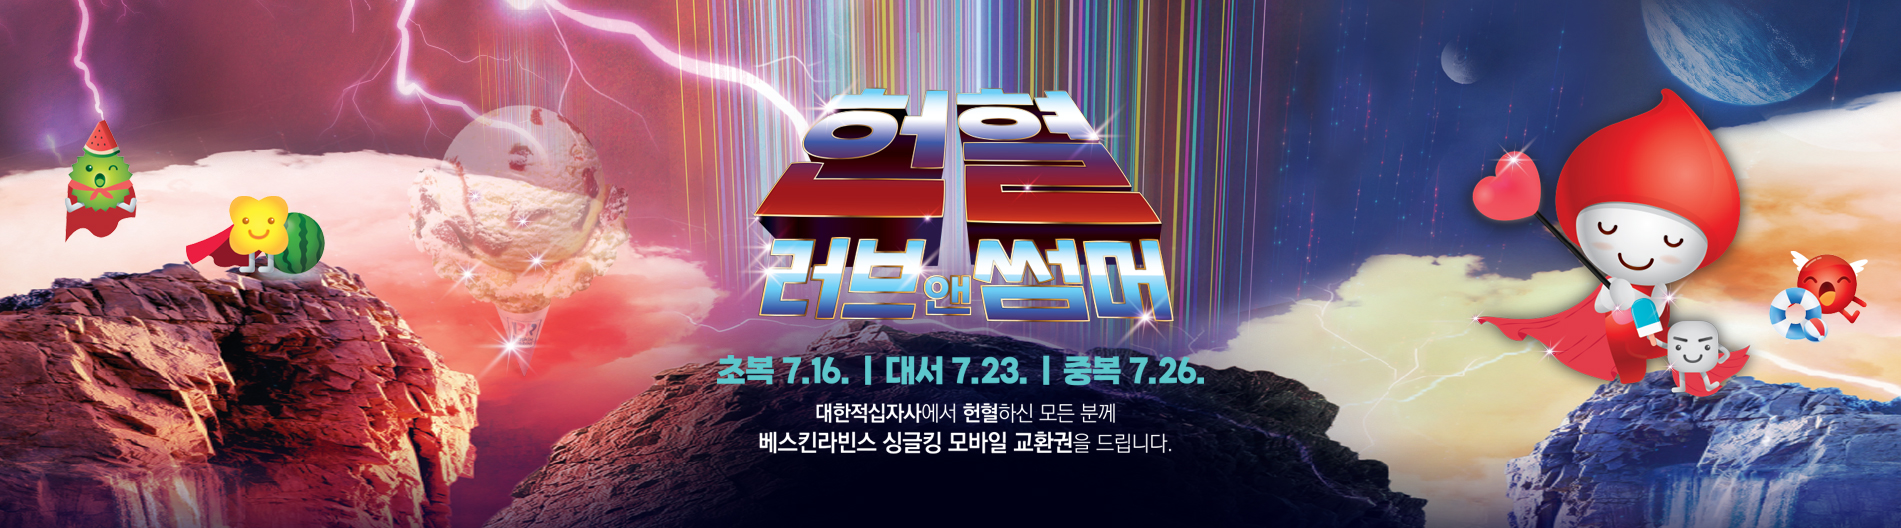 헌혈
러브앤썸머
초복 7.16. | 대서 7.23. | 중복 7.26.
대한적십자사에서 헌혈하신 모든 분께
베스킨라빈스 싱글킹 모바일 교환권을 드립니다.